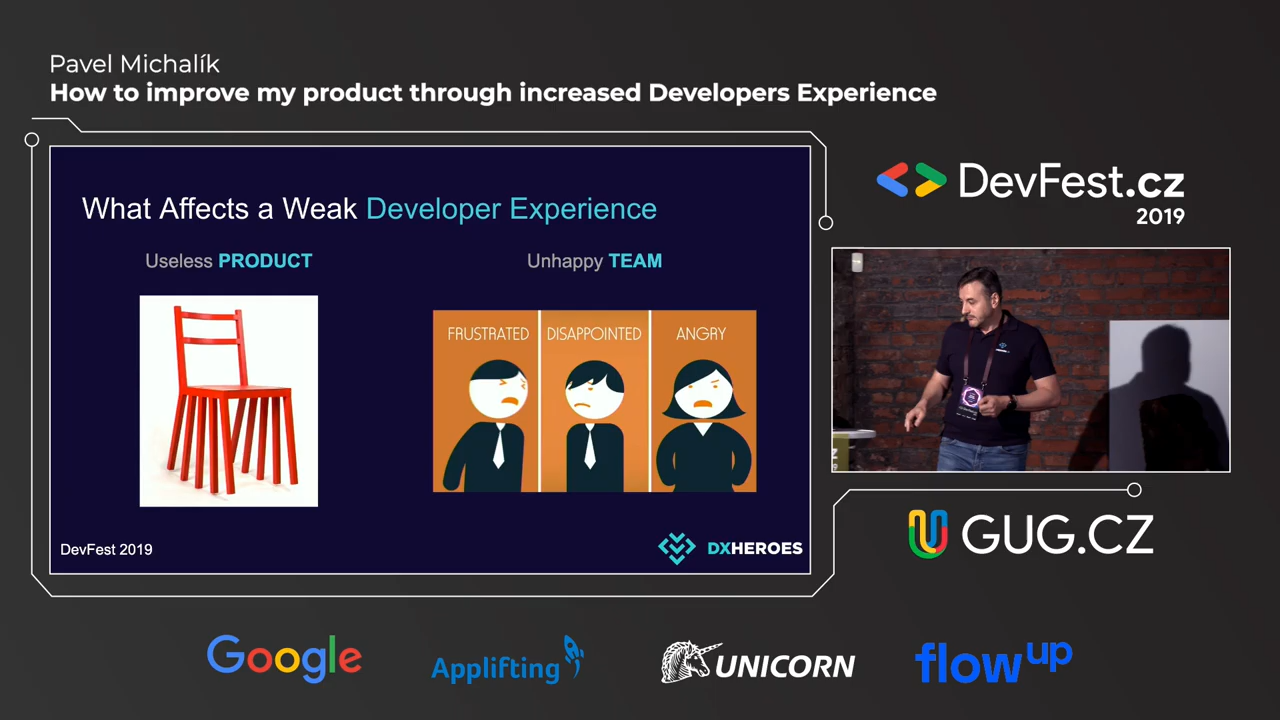 Pavel Michalík
How to improve my product through increased Developers Experience
What Affects a Weak Developer Experience
Useless PRODUCT
Unhappy TEAM
FRUSTRATED
DISAPPOINTED
ANGRY
DevFest 2019
DXHEROES
DevFest.cz
2019
GUG.CZ
Google
Applifting
UNICORN
flowup